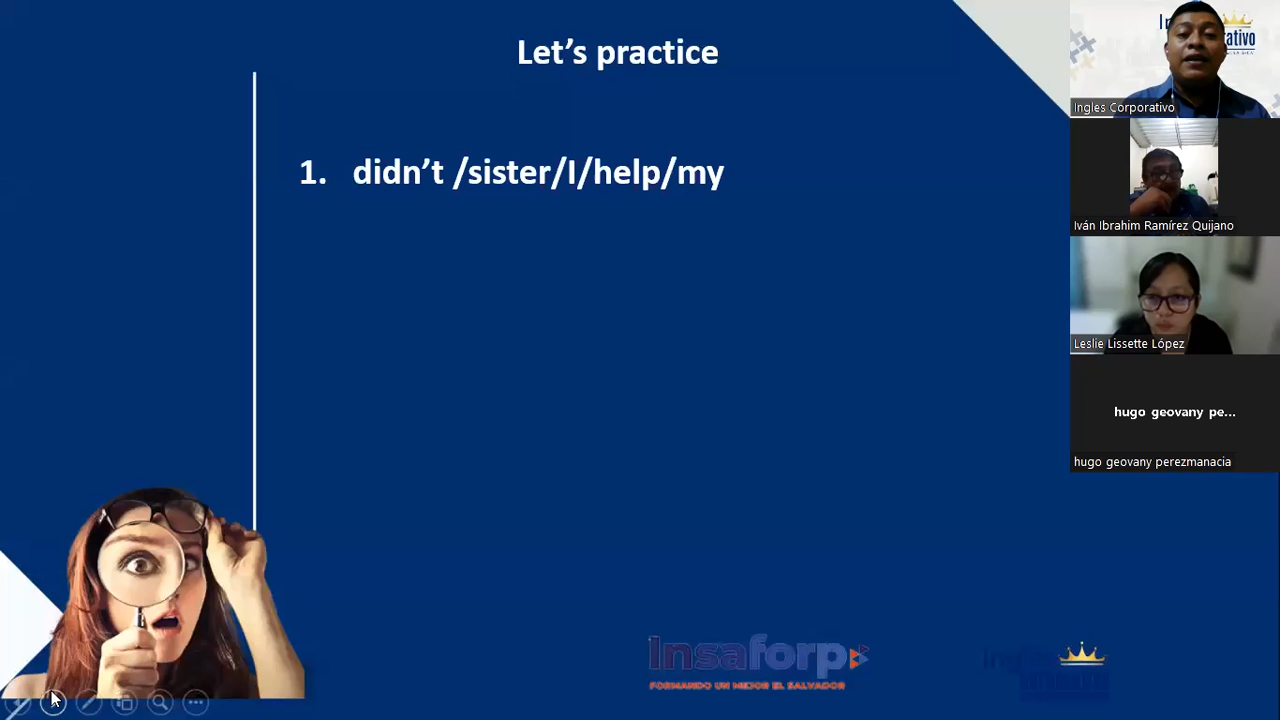 Let's practice
1. didn't /sister/I/help/my
Ingles Corporativo
Iván Ibrahim Ramírez Quijano
Leslie Lissette López
hugo geovany pe...
hugo geovany perezmanacia
Insaforp
FORMANDO UN MEJOR EL SALVADOR